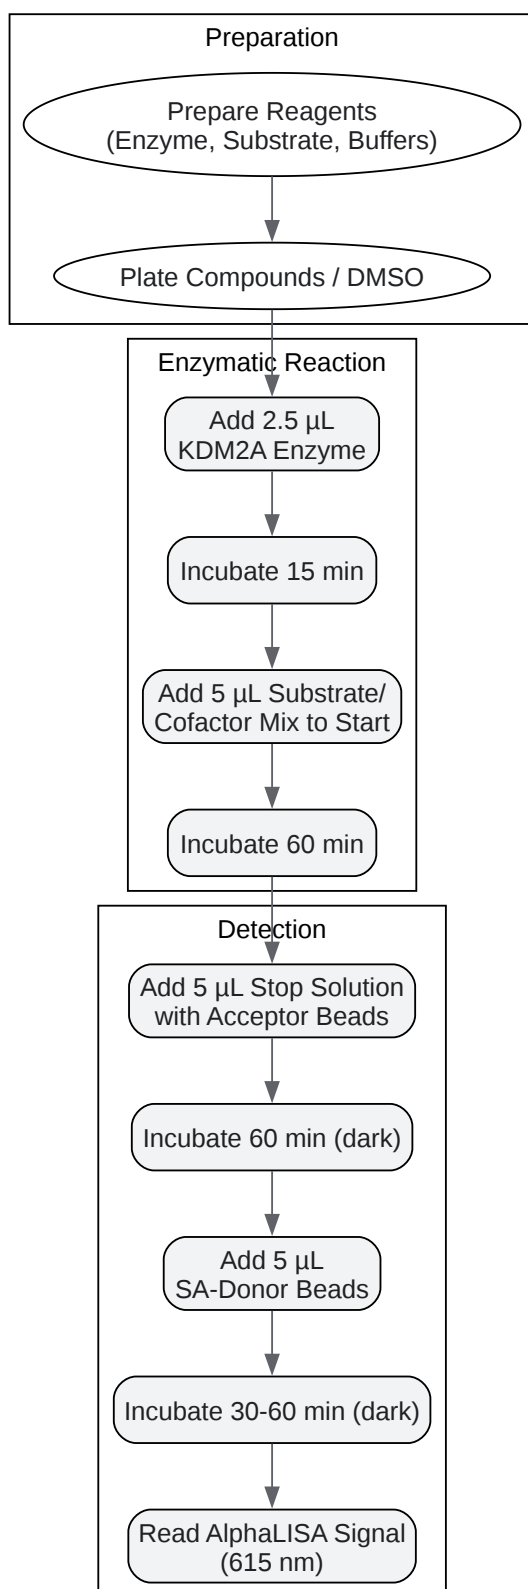 Preparation
Prepare Reagents
(Enzyme, Substrate, Buffers)
Plate Compounds / DMSO
Enzymatic Reaction
Add 2.5 µL
KDM2A Enzyme
Incubate 15 min
Add 5 µL Substrate/
Cofactor Mix to Start
Incubate 60 min
Detection
Add 5 µL Stop Solution
with Acceptor Beads
Incubate 60 min (dark)
Add 5 µL
SA-Donor Beads
Incubate 30-60 min (dark)
Read AlphaLISA Signal
(615 nm)